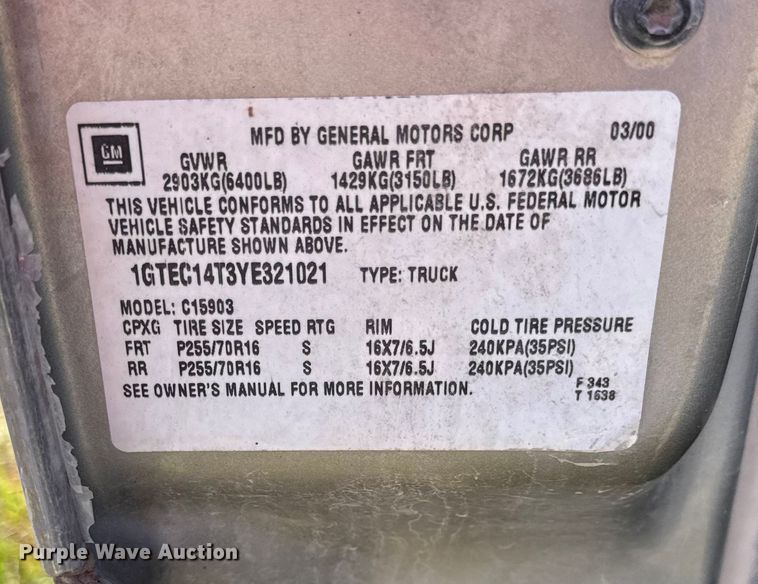 GM
MFD BY GENERAL MOTORS CORP 03/00
GVWR GAWR FRT GAWR RR
2903KG(6400LB) 1429KG(3150LB) 1672KG(3686LB)
THIS VEHICLE CONFORMS TO ALL APPLICABLE U.S. FEDERAL MOTOR
VEHICLE SAFETY STANDARDS IN EFFECT ON THE DATE OF
MANUFACTURE SHOWN ABOVE.
1GTEC14T3YE321021 TYPE: TRUCK
MODEL: C15903
CPXG TIRE SIZE SPEED RTG RIM COLD TIRE PRESSURE
FRT P255/70R16 S 16X7/6.5J 240KPA(35PSI)
RR P255/70R16 S 16X7/6.5J 240KPA(35PSI)
SEE OWNER'S MANUAL FOR MORE INFORMATION.
F 343
T 1638
Purple Wave Auction